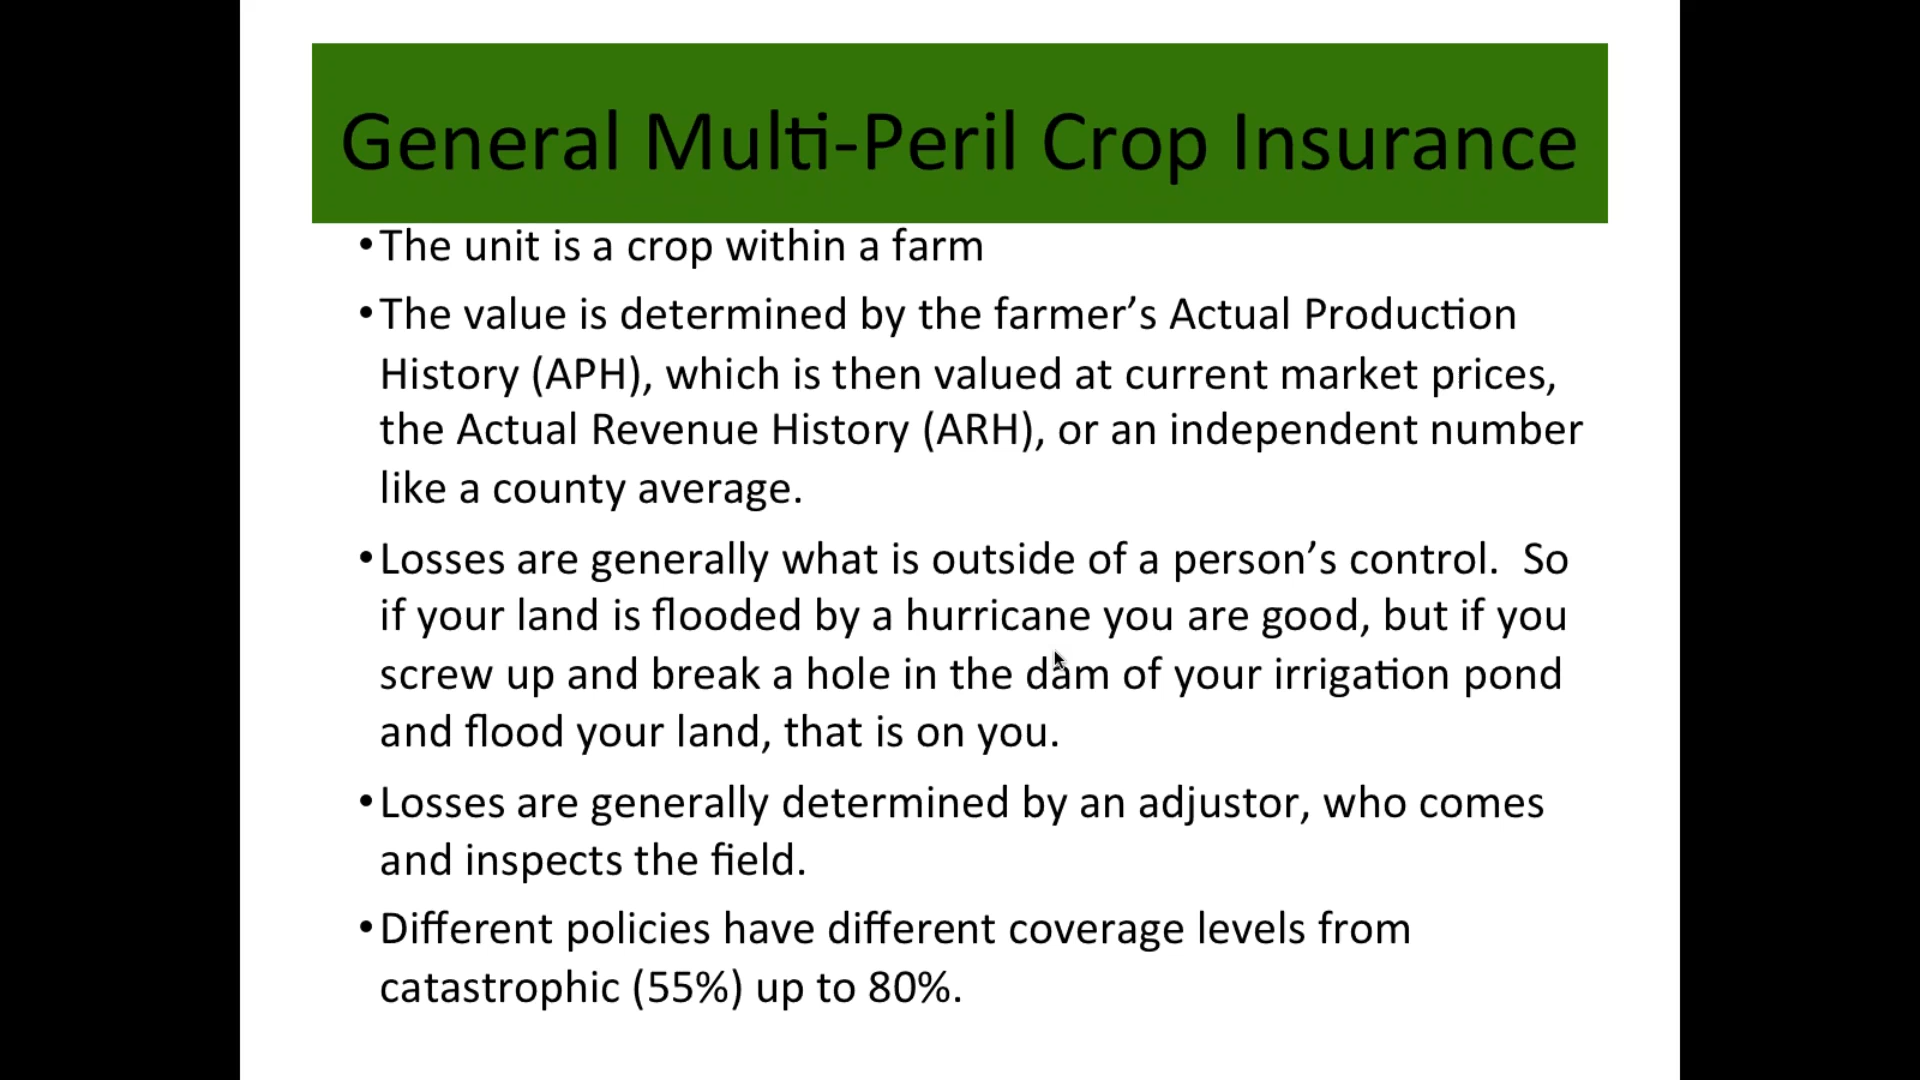 General Multi-Peril Crop Insurance
•The unit is a crop within a farm
•The value is determined by the farmer’s Actual Production
History (APH), which is then valued at current market prices,
the Actual Revenue History (ARH), or an independent number
like a county average.
•Losses are generally what is outside of a person’s control.  So
if your land is flooded by a hurricane you are good, but if you
screw up and break a hole in the dam of your irrigation pond
and flood your land, that is on you.
•Losses are generally determined by an adjustor, who comes
and inspects the field.
•Different policies have different coverage levels from
catastrophic (55%) up to 80%.